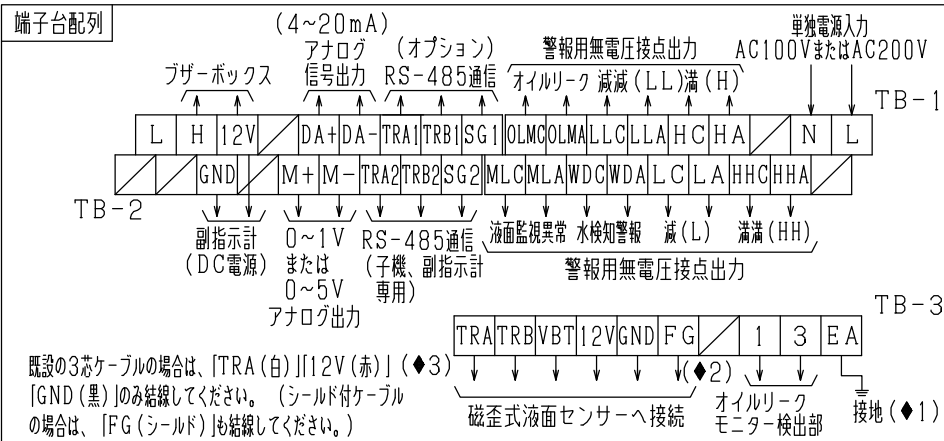 端子台配列
(4~20mA)
アナログ
信号出力
(オプション)
RS-485通信
ブザーボックス
警報用無電圧接点出力
オイルリーク 減減(LL)満(H)
単独電源入力
AC100VまたはAC200V
TB-1
L H 12V DA+ DA- TRA1 TRB1 SG1 OLMC OLMA LLC LLA HC HA N L
GND M+ M- TRA2 TRB2 SG2 MLC MLA WDC WDA LC LA HHC HHA
TB-2
副指示計
(DC電源)
0~1V
または
0~5V
アナログ出力
RS-485通信
(子機、副指示計
専用)
液面監視異常 水検知警報 減(L) 満満(HH)
警報用無電圧接点出力
TB-3
TRA TRB VBT 12V GND FG 1 3 EA
(◆2)
磁歪式液面センサーへ接続
オイルリーク
モニター検出部
接地(◆1)
既設の3芯ケーブルの場合は、「TRA(白)」「12V(赤)」(◆3)
「GND(黒)」のみ結線してください。 (シールド付ケーブル
の場合は、「FG(シールド)」も結線してください。)